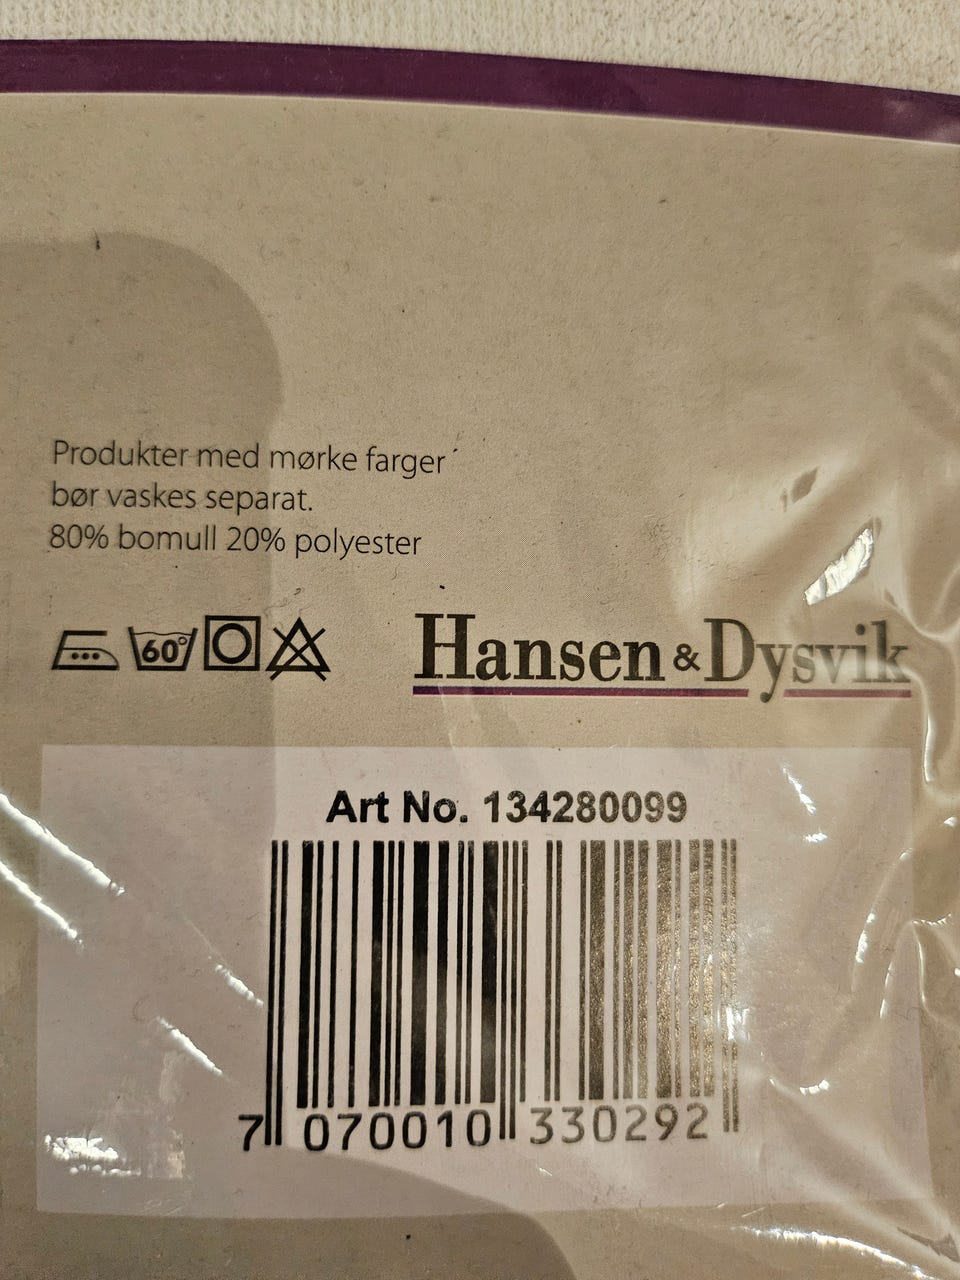 Produkter med mørke farger
bør vaskes separat.
80% bomull 20% polyester
60°
Hansen & Dysvik
Art No. 134280099
7 070010 330292